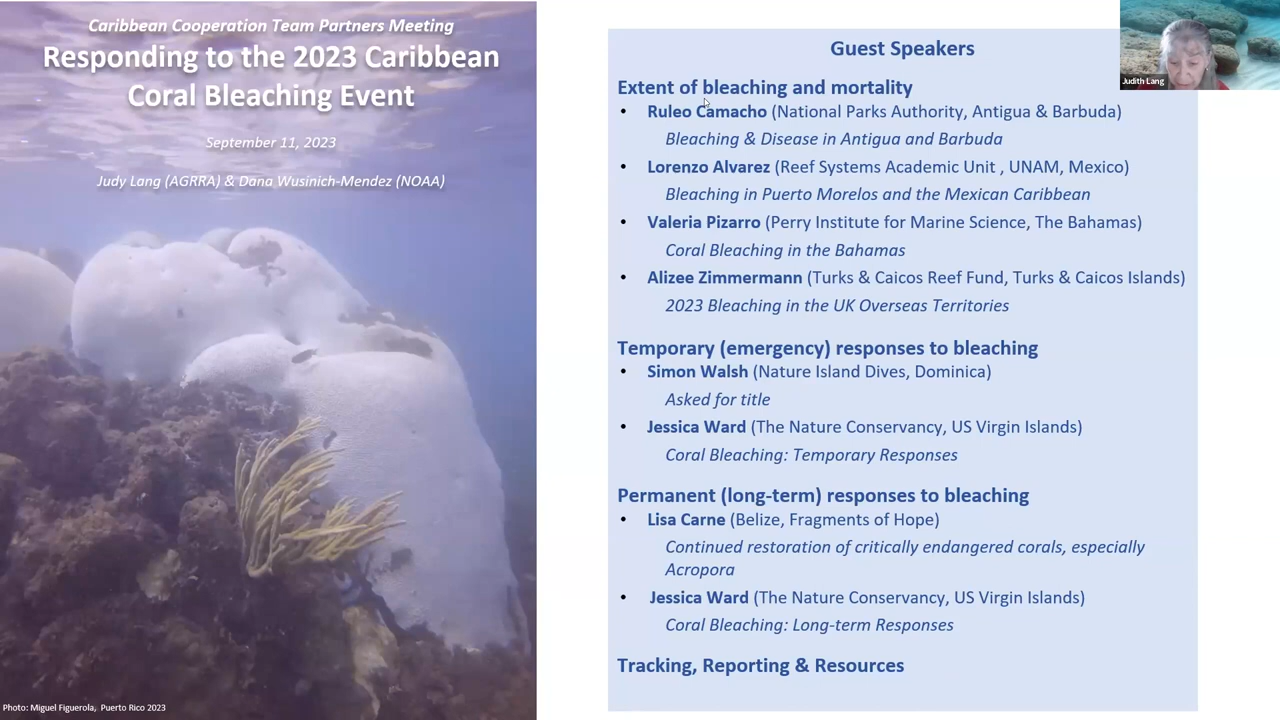 Caribbean Cooperation Team Partners Meeting
Responding to the 2023 Caribbean
Coral Bleaching Event
September 11, 2023
Judy Lang (AGRRA) & Dana Wusinich-Mendez (NOAA)
Photo: Miguel Figuerola, Puerto Rico 2023
Guest Speakers
Extent of bleaching and mortality
• Ruleo Camacho (National Parks Authority, Antigua & Barbuda)
Bleaching & Disease in Antigua and Barbuda
• Lorenzo Alvarez (Reef Systems Academic Unit , UNAM, Mexico)
Bleaching in Puerto Morelos and the Mexican Caribbean
• Valeria Pizarro (Perry Institute for Marine Science, The Bahamas)
Coral Bleaching in the Bahamas
• Alizee Zimmermann (Turks & Caicos Reef Fund, Turks & Caicos Islands)
2023 Bleaching in the UK Overseas Territories
Temporary (emergency) responses to bleaching
• Simon Walsh (Nature Island Dives, Dominica)
Asked for title
• Jessica Ward (The Nature Conservancy, US Virgin Islands)
Coral Bleaching: Temporary Responses
Permanent (long-term) responses to bleaching
• Lisa Carne (Belize, Fragments of Hope)
Continued restoration of critically endangered corals, especially
Acropora
• Jessica Ward (The Nature Conservancy, US Virgin Islands)
Coral Bleaching: Long-term Responses
Tracking, Reporting & Resources
Judith Lang